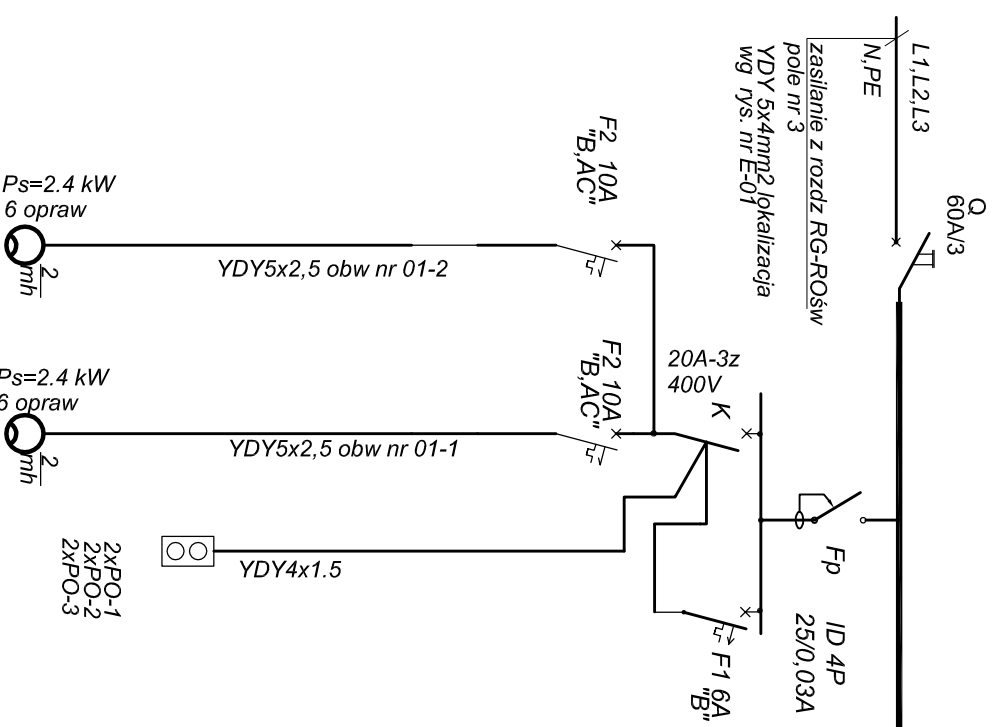 L1,L2,L3
N,PE
zasilanie z rozdz RG-ROśw
pole nr 3
YDY 5x4mm2 lokalizacja
wg rys. nr E-01
Q
60A/3
F2 10A
"B,AC"
Ps=2.4 kW
6 opraw
2
mh
YDY5x2,5 obw nr 01-2
20A-3z
400V
K
F2 10A
"B,AC"
Ps=2.4 kW
6 opraw
2
mh
YDY5x2,5 obw nr 01-1
2xPO-1
2xPO-2
2xPO-3
YDY4x1.5
Fp
ID 4P
25/0,03A
F1 6A
"B"